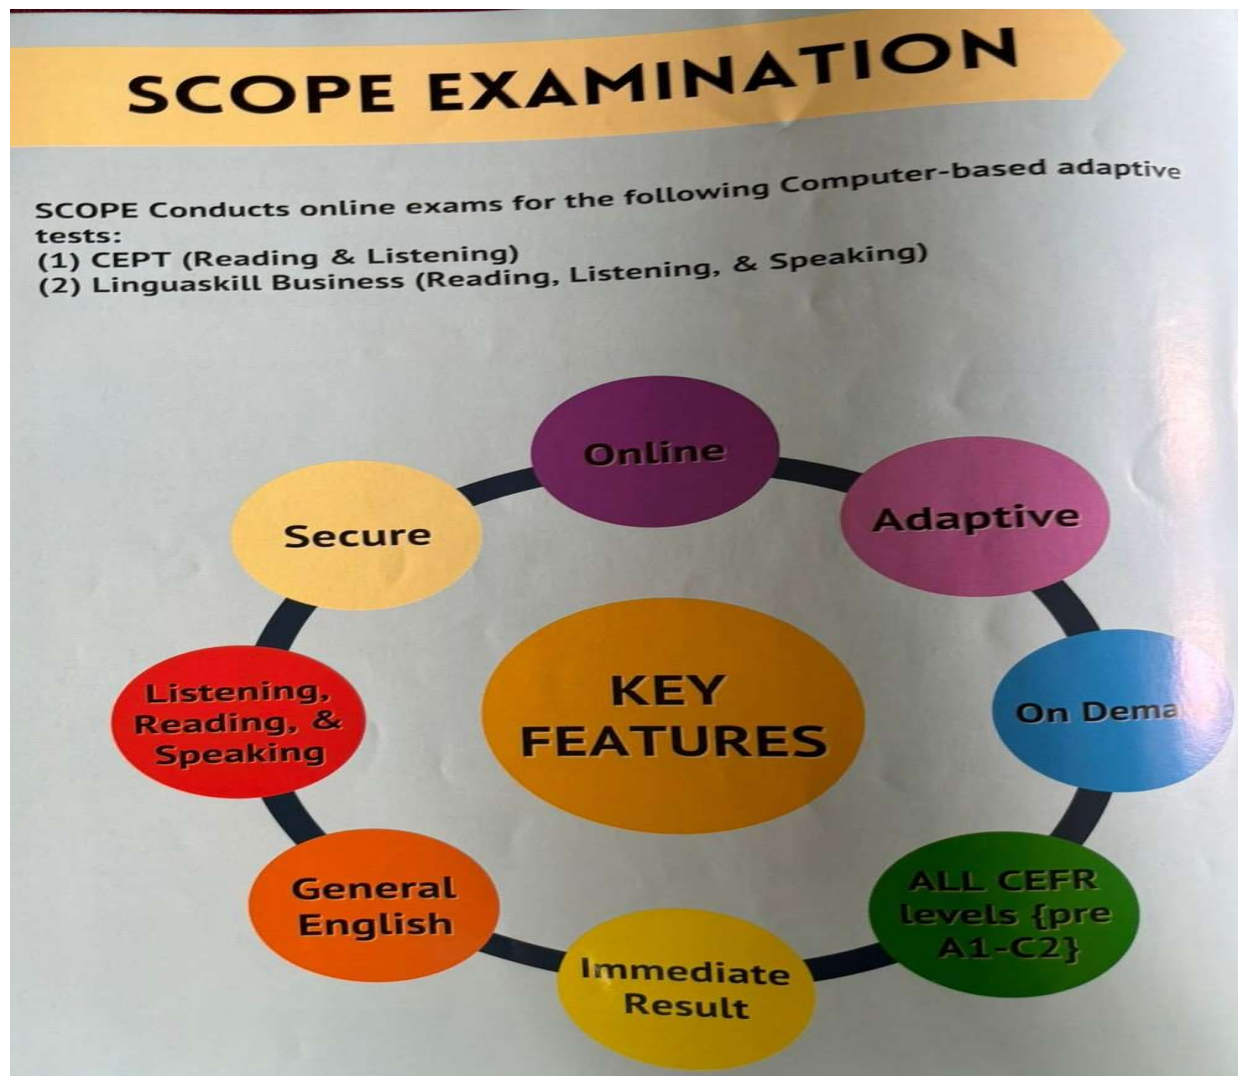 SCOPE EXAMINATION
SCOPE Conducts online exams for the following Computer-based adaptive
tests:
(1) CEPT (Reading & Listening)
(2) Linguaskill Business (Reading, Listening, & Speaking)
Online
Adaptive
Secure
On
KEY
FEATURES
Listening,
Reading, &
Speaking
ALL CEFR
levels {pre
A1-C2}
General
English
Immediate
Result